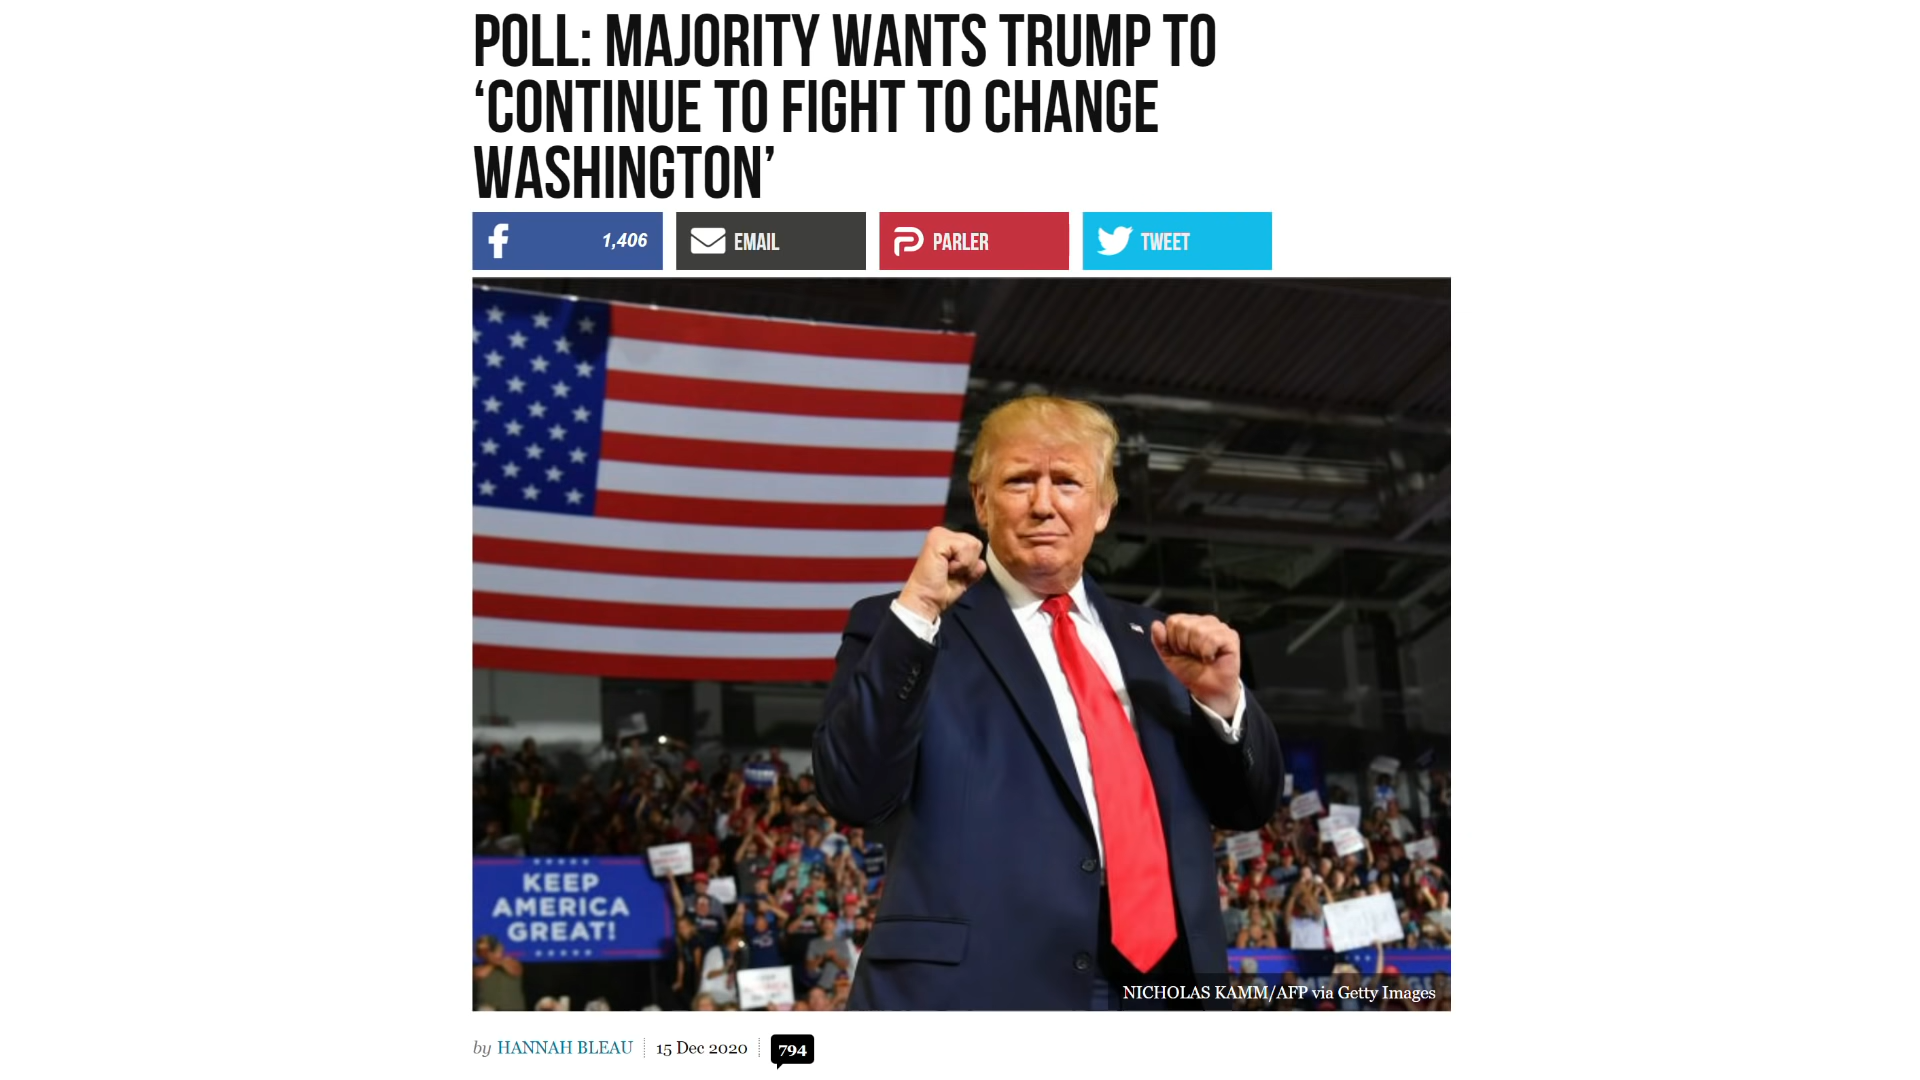 POLL: MAJORITY WANTS TRUMP TO
‘CONTINUE TO FIGHT TO CHANGE
WASHINGTON’
1,406
EMAIL
PARLER
TWEET
KEEP
AMERICA
GREAT!
NICHOLAS KAMM/AFP via Getty Images
by HANNAH BLEAU
15 Dec 2020
794